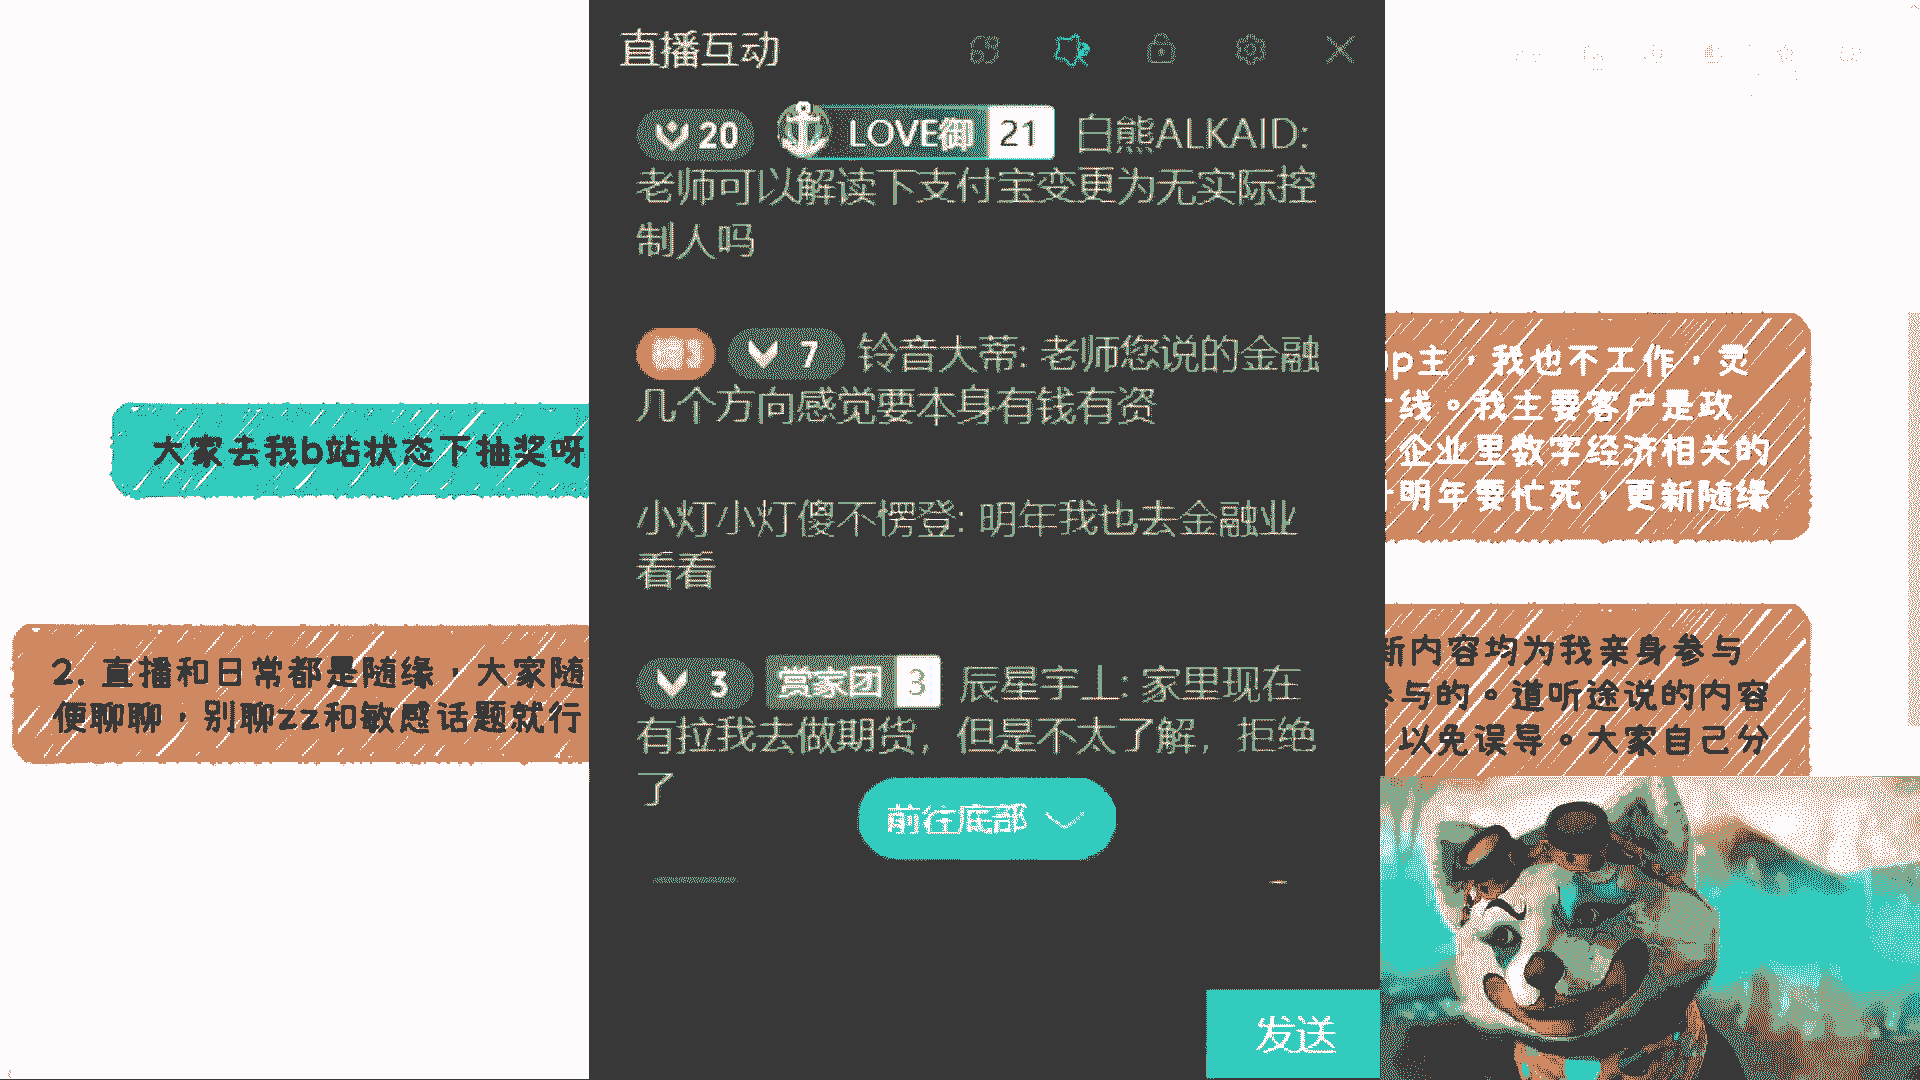 直播互动
20 LOVE御 21 白熊ALKAID:
老师可以解读下支付宝变更为无实际控
制人吗
7 铃音大蒂: 老师您说的金融
几个方向感觉要本身有钱有资
小灯小灯傻不愣登: 明年我也去金融业
看看
3 赏家团 3 辰星宇上: 家里现在
有拉我去做期货，但是不太了解，拒绝
了
前往底部
发送
大家去我b站状态下抽奖呀
2. 直播和日常都是随缘，大家随
便聊聊，别聊zz和敏感话题就行
up主，我也不工作，灵
线。我主要客户是政
企业里数字经济相关的
明年要忙死，更新随缘
新内容均为我亲身参与
参与的。道听途说的内容
以免误导。大家自己分